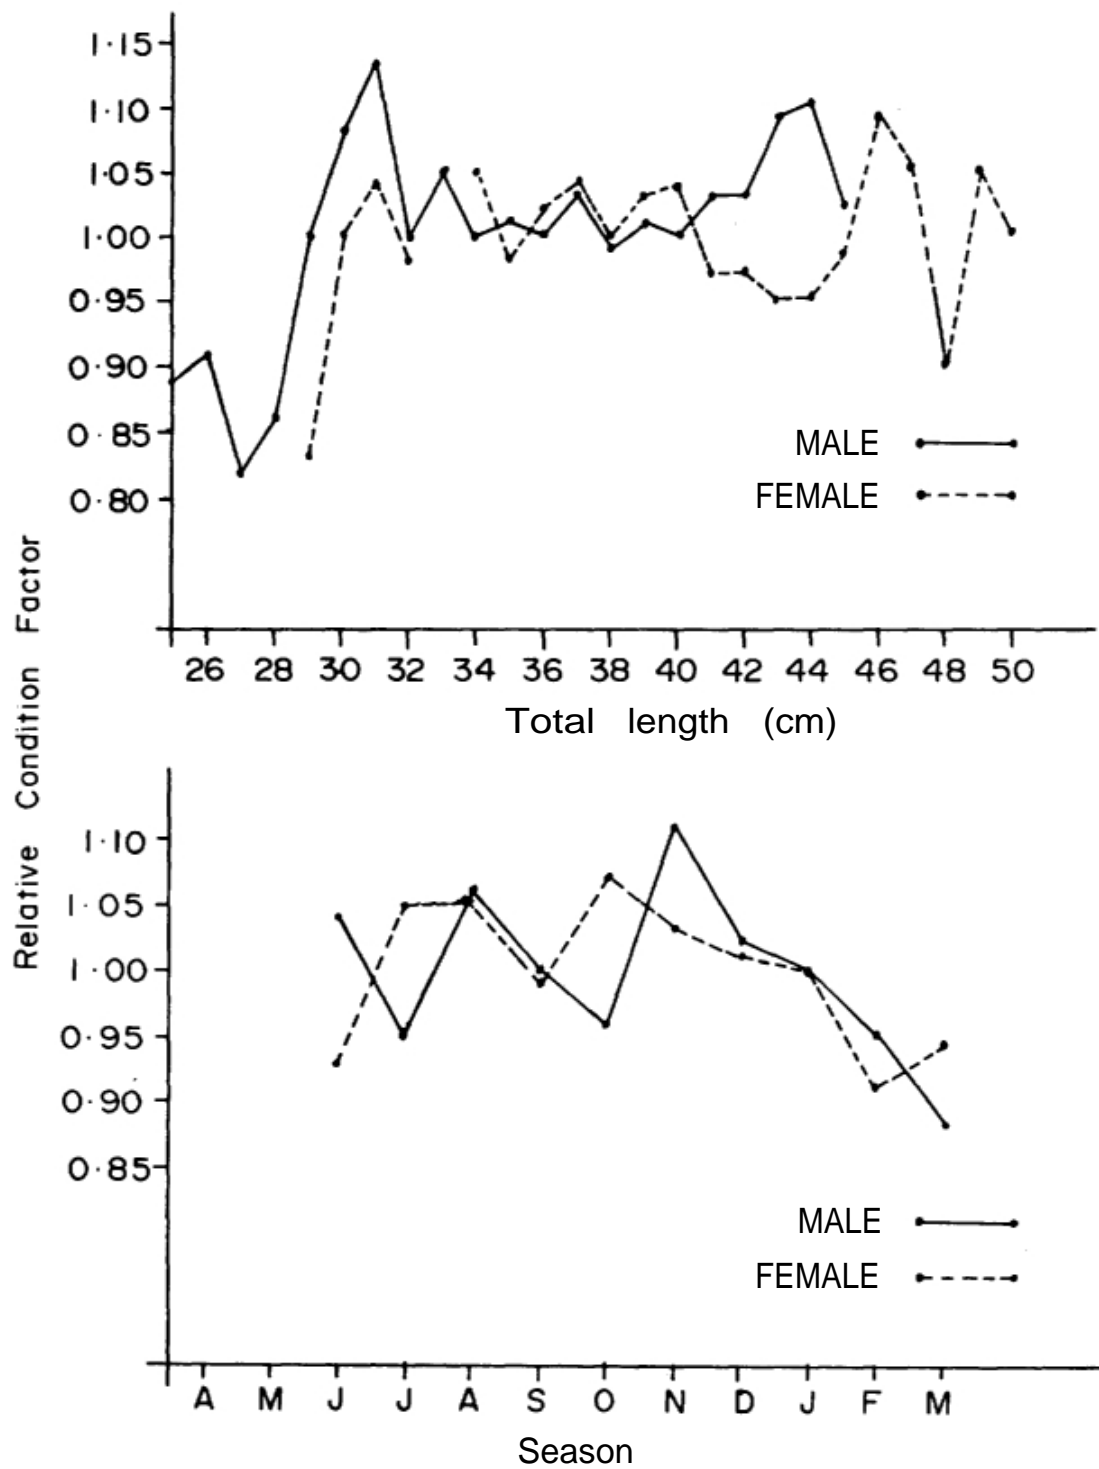 1·15
1·10
1·05
1·00
0·95
0·90
0·85
0·80
MALE
FEMALE
26 28 30 32 34 36 38 40 42 44 46 48 50
Total length (cm)
Relative Condition Factor
1·10
1·05
1·00
0·95
0·90
0·85
MALE
FEMALE
A M J J A S O N D J F M
Season